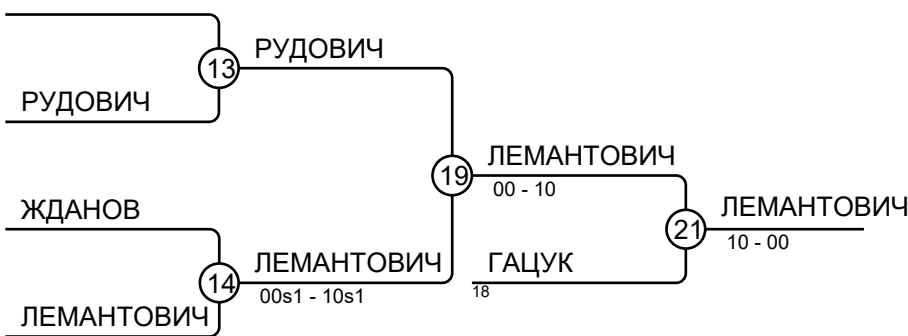 РУДОВИЧ
13
РУДОВИЧ
ЛЕМАНТОВИЧ
19
00 - 10
ЖДАНОВ
ЛЕМАНТОВИЧ
21
10 - 00
ЛЕМАНТОВИЧ
ГАЦУК
14
00s1 - 10s1
18
ЛЕМАНТОВИЧ